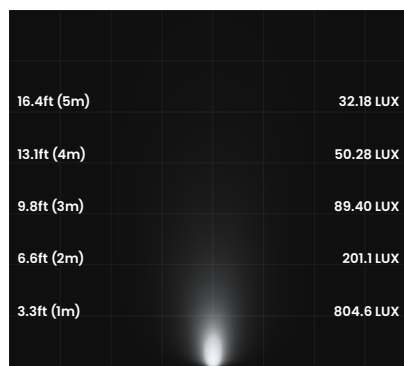 16.4ft (5m) 32.18 LUX
13.1ft (4m) 50.28 LUX
9.8ft (3m) 89.40 LUX
6.6ft (2m) 201.1 LUX
3.3ft (1m) 804.6 LUX